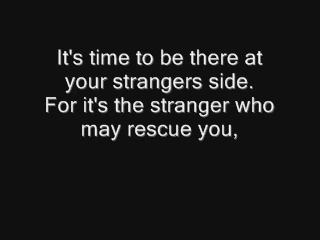 It's time to be there at
your strangers side.
For it's the stranger who
may rescue you,